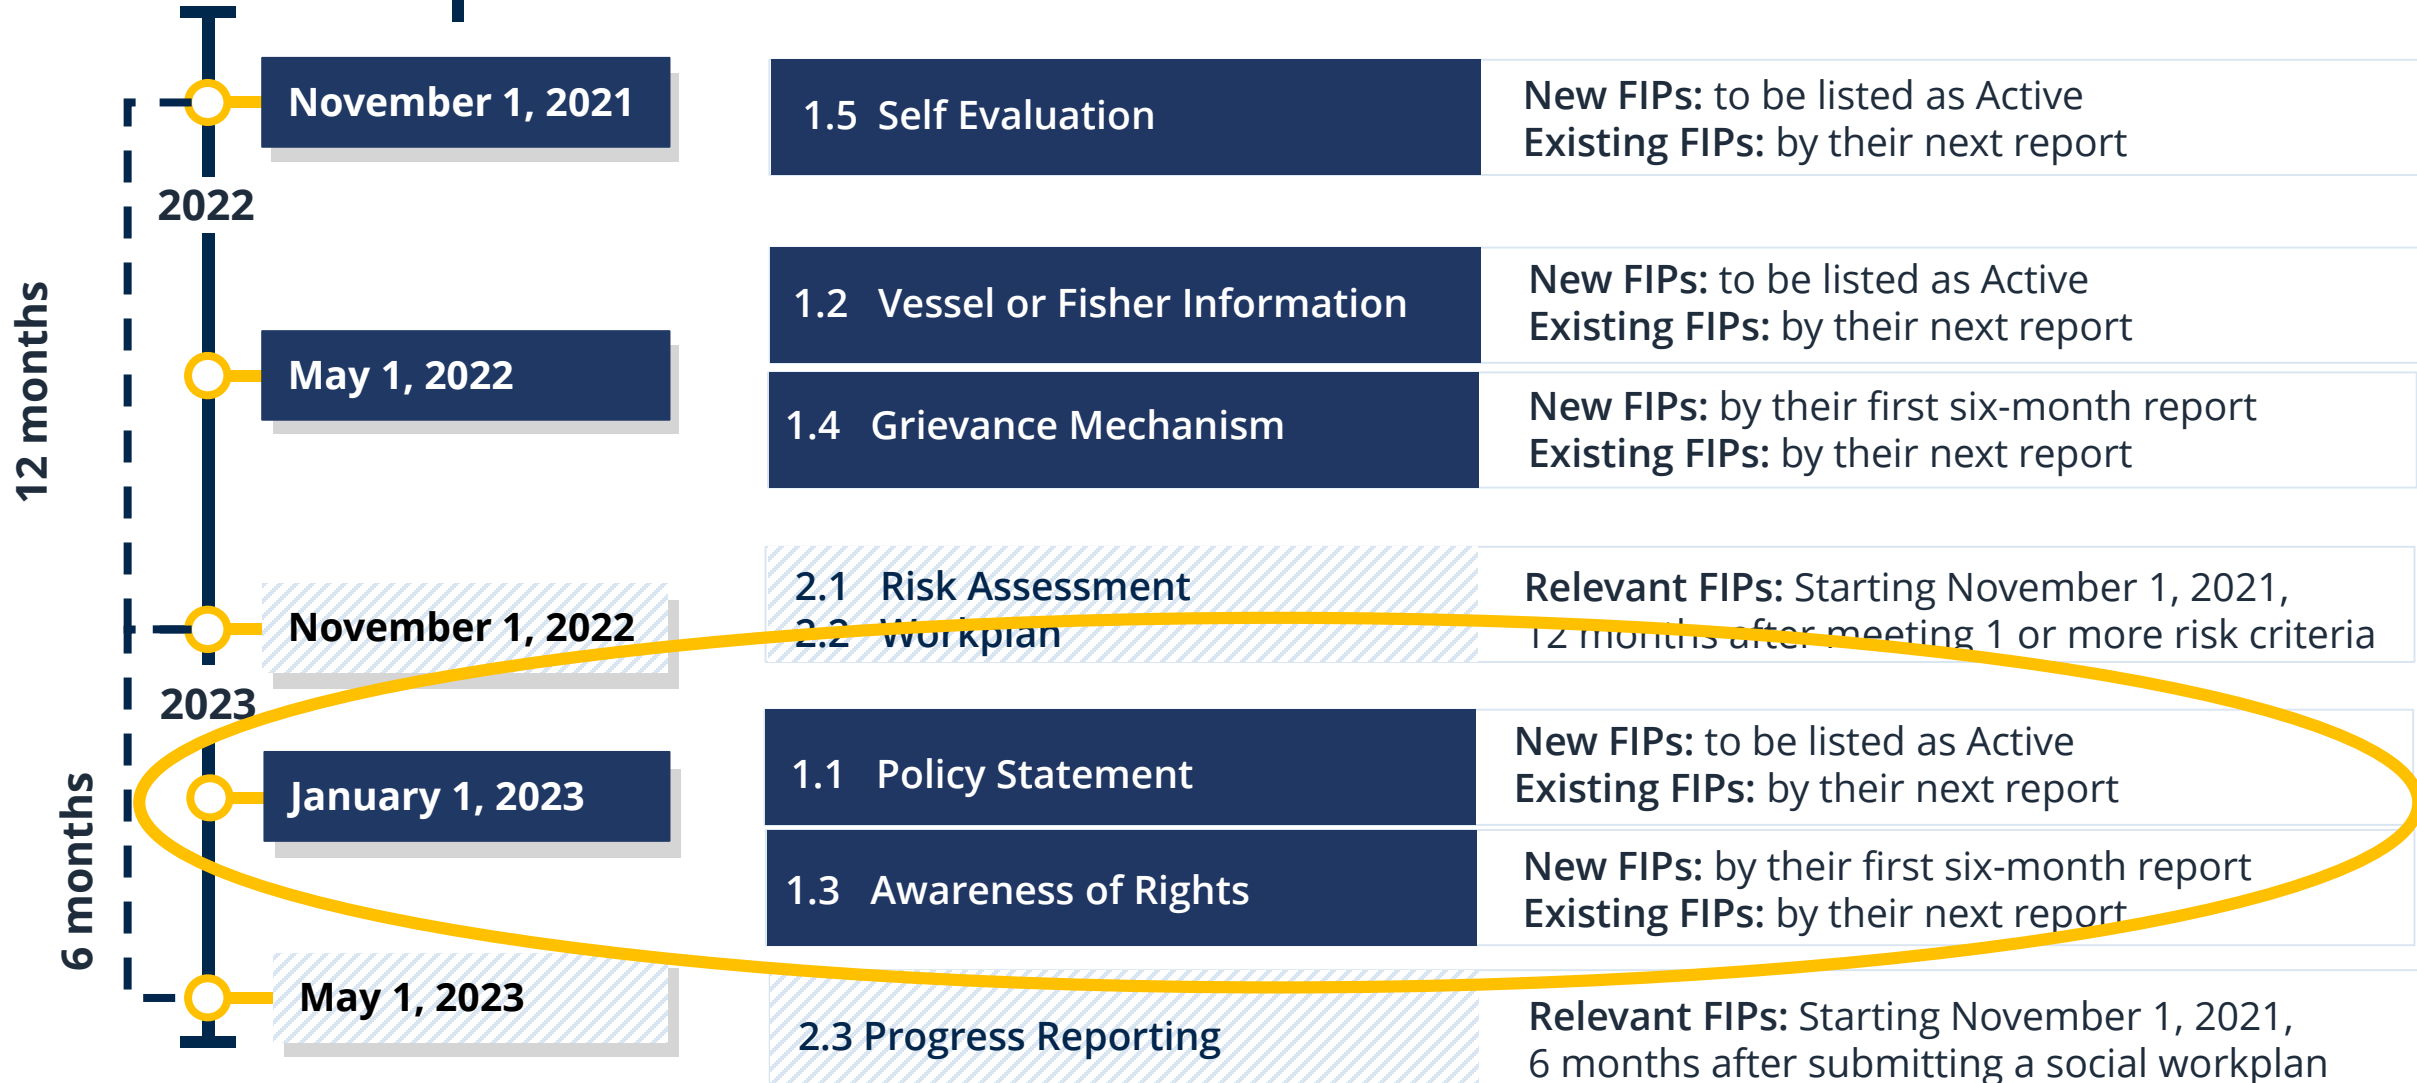 November 1, 2021
1.5 Self Evaluation
New FIPs: to be listed as Active
Existing FIPs: by their next report
2022
12 months
May 1, 2022
1.2 Vessel or Fisher Information
New FIPs: to be listed as Active
Existing FIPs: by their next report
1.4 Grievance Mechanism
New FIPs: by their first six-month report
Existing FIPs: by their next report
November 1, 2022
2.1 Risk Assessment
2.2 Workplan
Relevant FIPs: Starting November 1, 2021,
12 months after meeting 1 or more risk criteria
2023
6 months
January 1, 2023
1.1 Policy Statement
New FIPs: to be listed as Active
Existing FIPs: by their next report
1.3 Awareness of Rights
New FIPs: by their first six-month report
Existing FIPs: by their next report
May 1, 2023
2.3 Progress Reporting
Relevant FIPs: Starting November 1, 2021,
6 months after submitting a social workplan